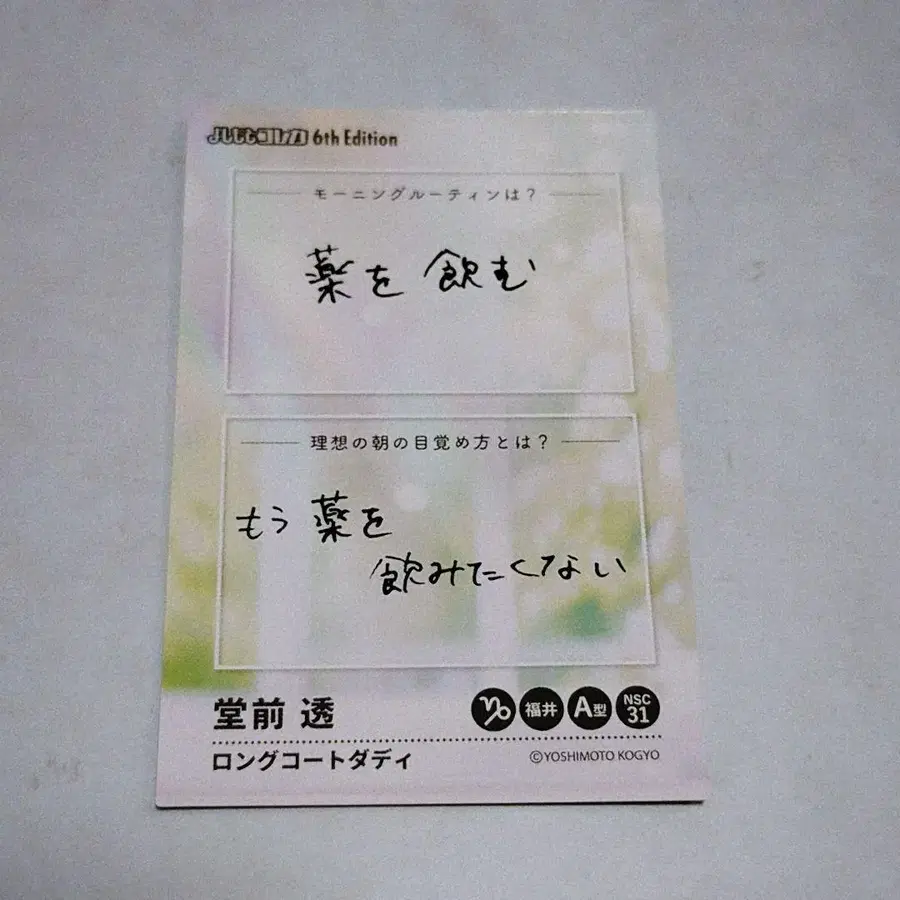 よしもとコレカ 6th Edition
モーニングルーティンは？
薬を飲む
理想の朝の目覚め方とは？
もう薬を
飲みたくない
堂前 透
福井
A型
NSC
31
ロングコートダディ
©YOSHIMOTO KOGYO